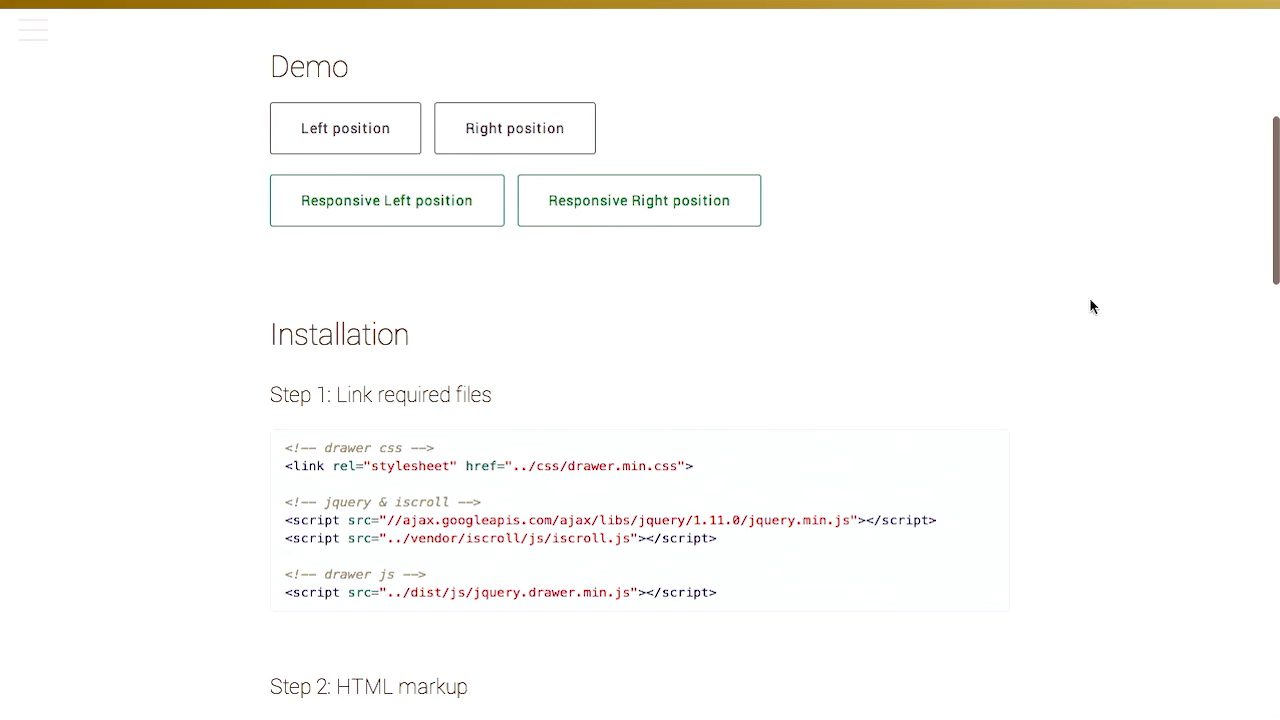 Demo
Left position
Right position
Responsive Left position
Responsive Right position
Installation
Step 1: Link required files
<!-- drawer css -->
<link rel="stylesheet" href="../css/drawer.min.css">
<!-- jquery & iscroll -->
<script src="//ajax.googleapis.com/ajax/libs/jquery/1.11.0/jquery.min.js"></script>
<script src="../vendor/iscroll/js/iscroll.js"></script>
<!-- drawer js -->
<script src="../dist/js/jquery.drawer.min.js"></script>
Step 2: HTML markup